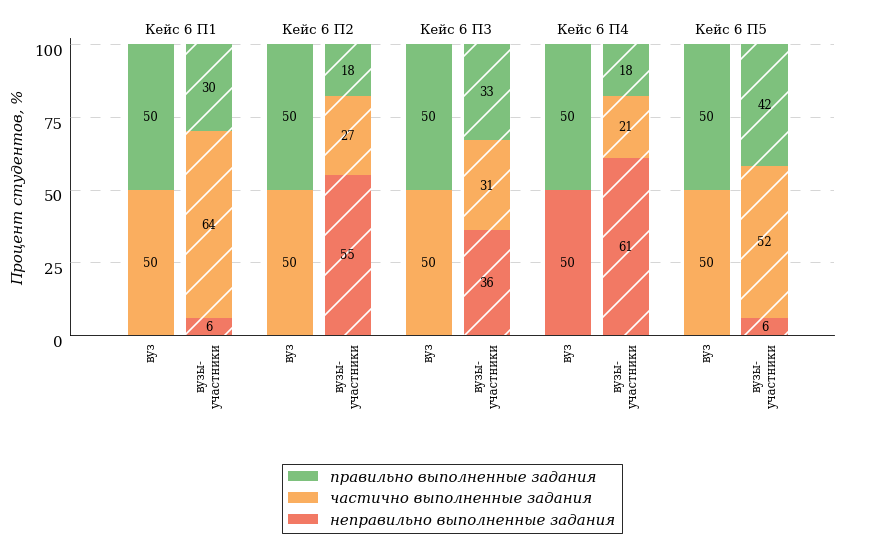 Кейс 6 П1 Кейс 6 П2 Кейс 6 П3 Кейс 6 П4 Кейс 6 П5
Процент студентов, %
100
75
50
25
0
50 30
50 64
6
50 18
50 27
55
50 33
50 31
36
50 18
50 21
61
50 42
50 52
6
вуз
вузы-
участники
вуз
вузы-
участники
вуз
вузы-
участники
вуз
вузы-
участники
вуз
вузы-
участники
правильно выполненные задания
частично выполненные задания
неправильно выполненные задания